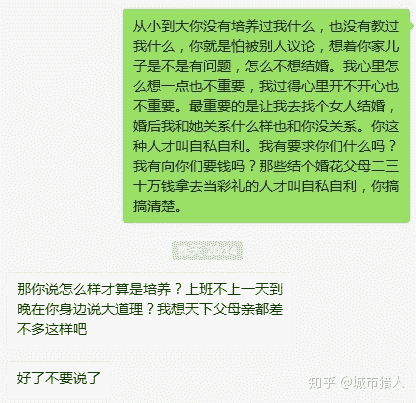 从小到大你没有培养过我什么，也没有教过
我什么，你就是怕被别人议论，想着你家儿
子是不是有问题，怎么不想结婚。我心里怎
么想一点也不重要，我过得心里开不开心也
不重要。最重要的是让我去找个女人结婚，
婚后我和她关系什么样也和你没关系。你这
种人才叫自私自利。我有要求你们什么吗？
我有向你们要钱吗？那些结个婚花父母二三
十万钱拿去当彩礼的人才叫自私自利，你搞
搞清楚。
那你说怎么样才算是培养？上班不上一天到
晚在你身边说大道理？我想天下父母亲都差
不多这样吧
好了不要说了
知乎 @城市猎人